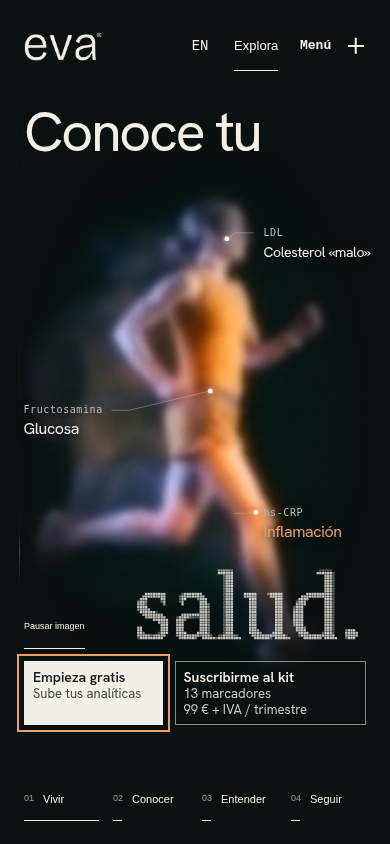 eva®
EN
Explora
Menú
Conoce tu
LDL
Colesterol «malo»
Fructosamina
Glucosa
hs-CRP
Inflamación
salud.
Pausar imagen
Empieza gratis
Sube tus analíticas
Suscribirme al kit
13 marcadores
99 € + IVA / trimestre
01 Vivir
02 Conocer
03 Entender
04 Seguir